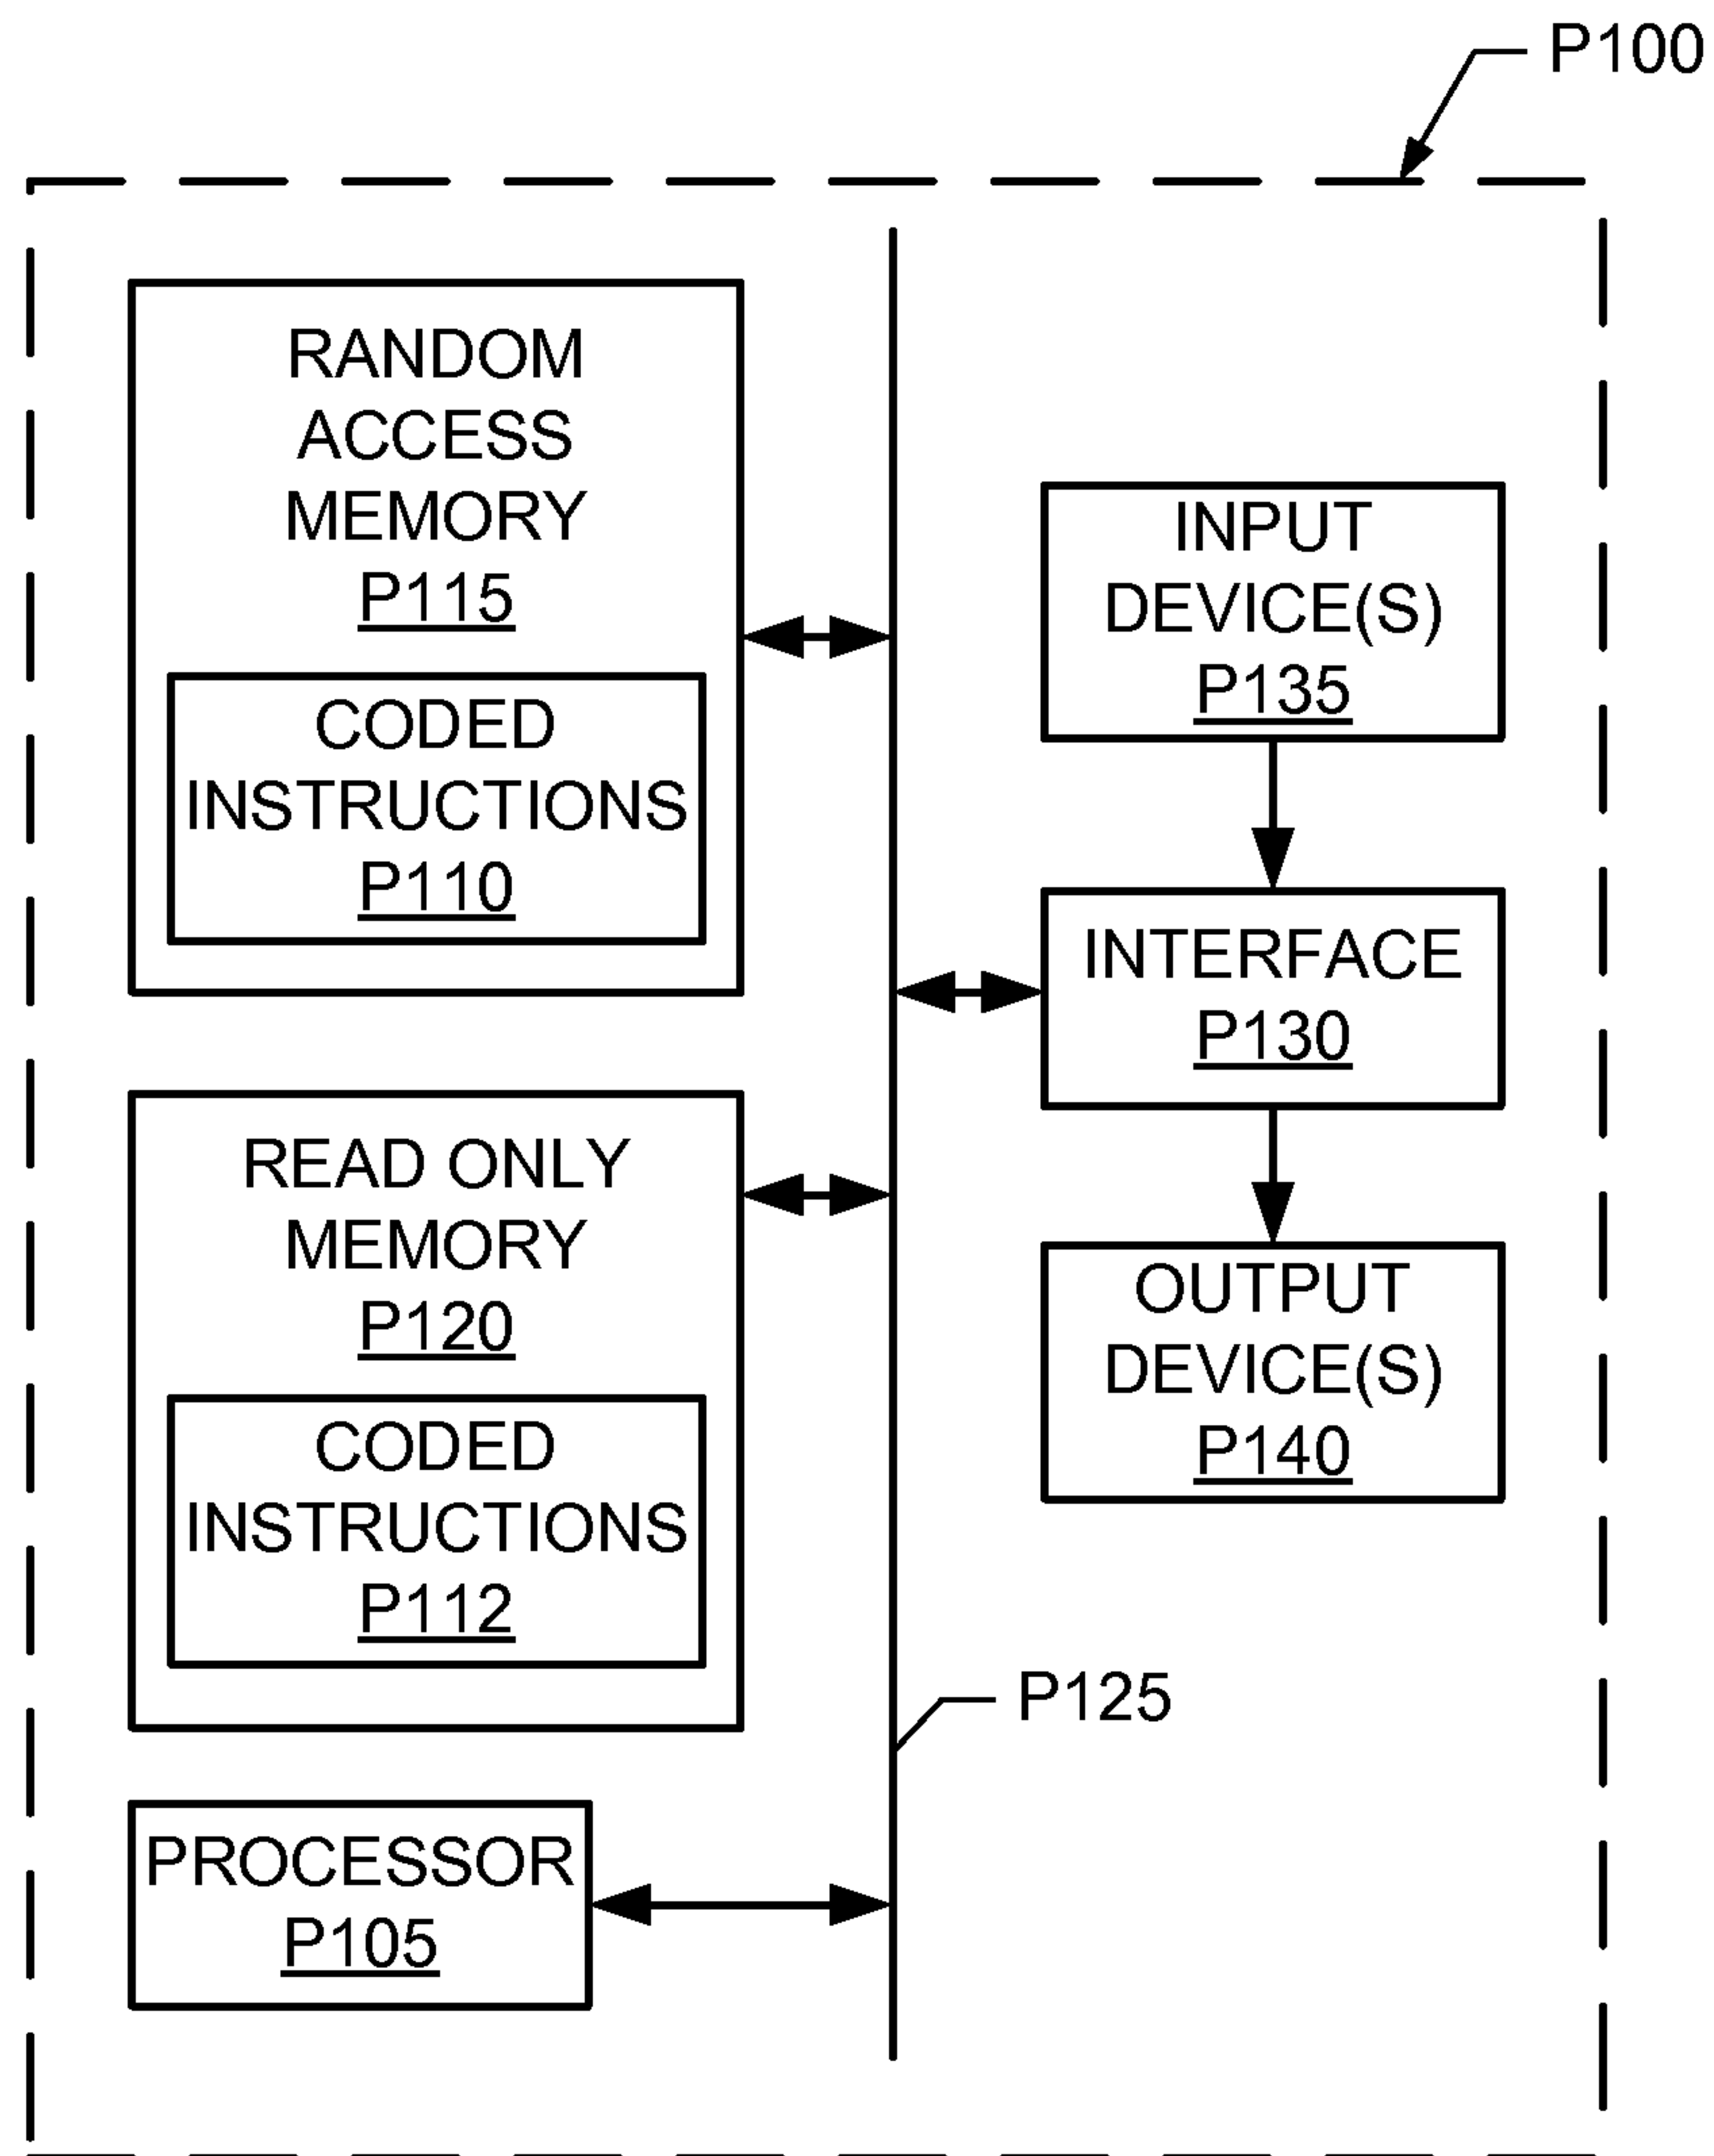 P100
RANDOM
ACCESS
MEMORY
P115
CODED
INSTRUCTIONS
P110
READ ONLY
MEMORY
P120
CODED
INSTRUCTIONS
P112
PROCESSOR
P105
INPUT
DEVICE(S)
P135
INTERFACE
P130
OUTPUT
DEVICE(S)
P140
P125